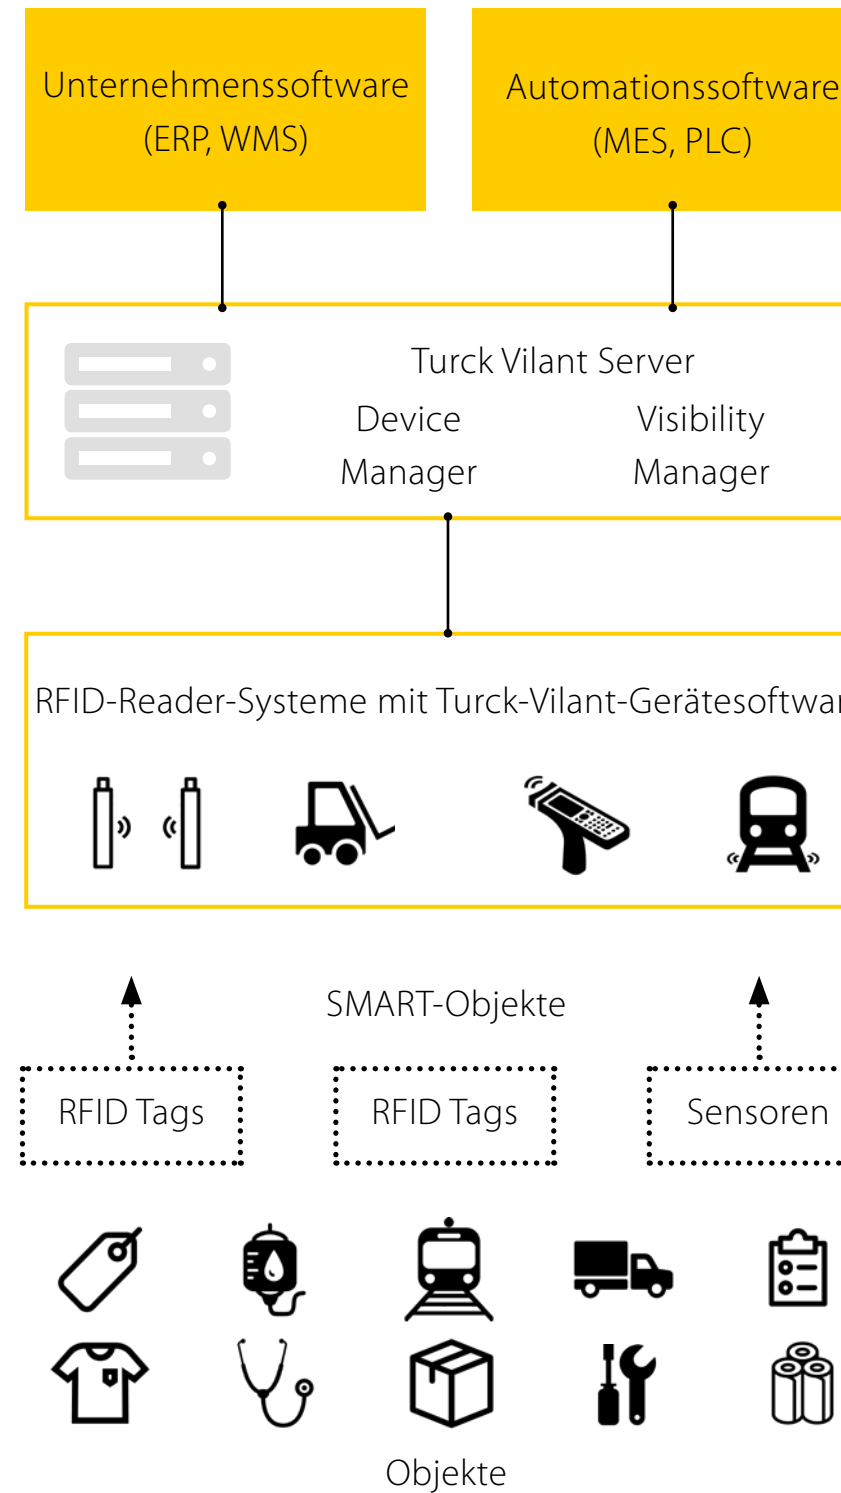 Unternehmenssoftware
(ERP, WMS)
Automationssoftware
(MES, PLC)
Turck Vilant Server
Device
Manager
Visibility
Manager
RFID-Reader-Systeme mit Turck-Vilant-Gerätesoftwar
SMART-Objekte
RFID Tags
RFID Tags
Sensoren
Objekte